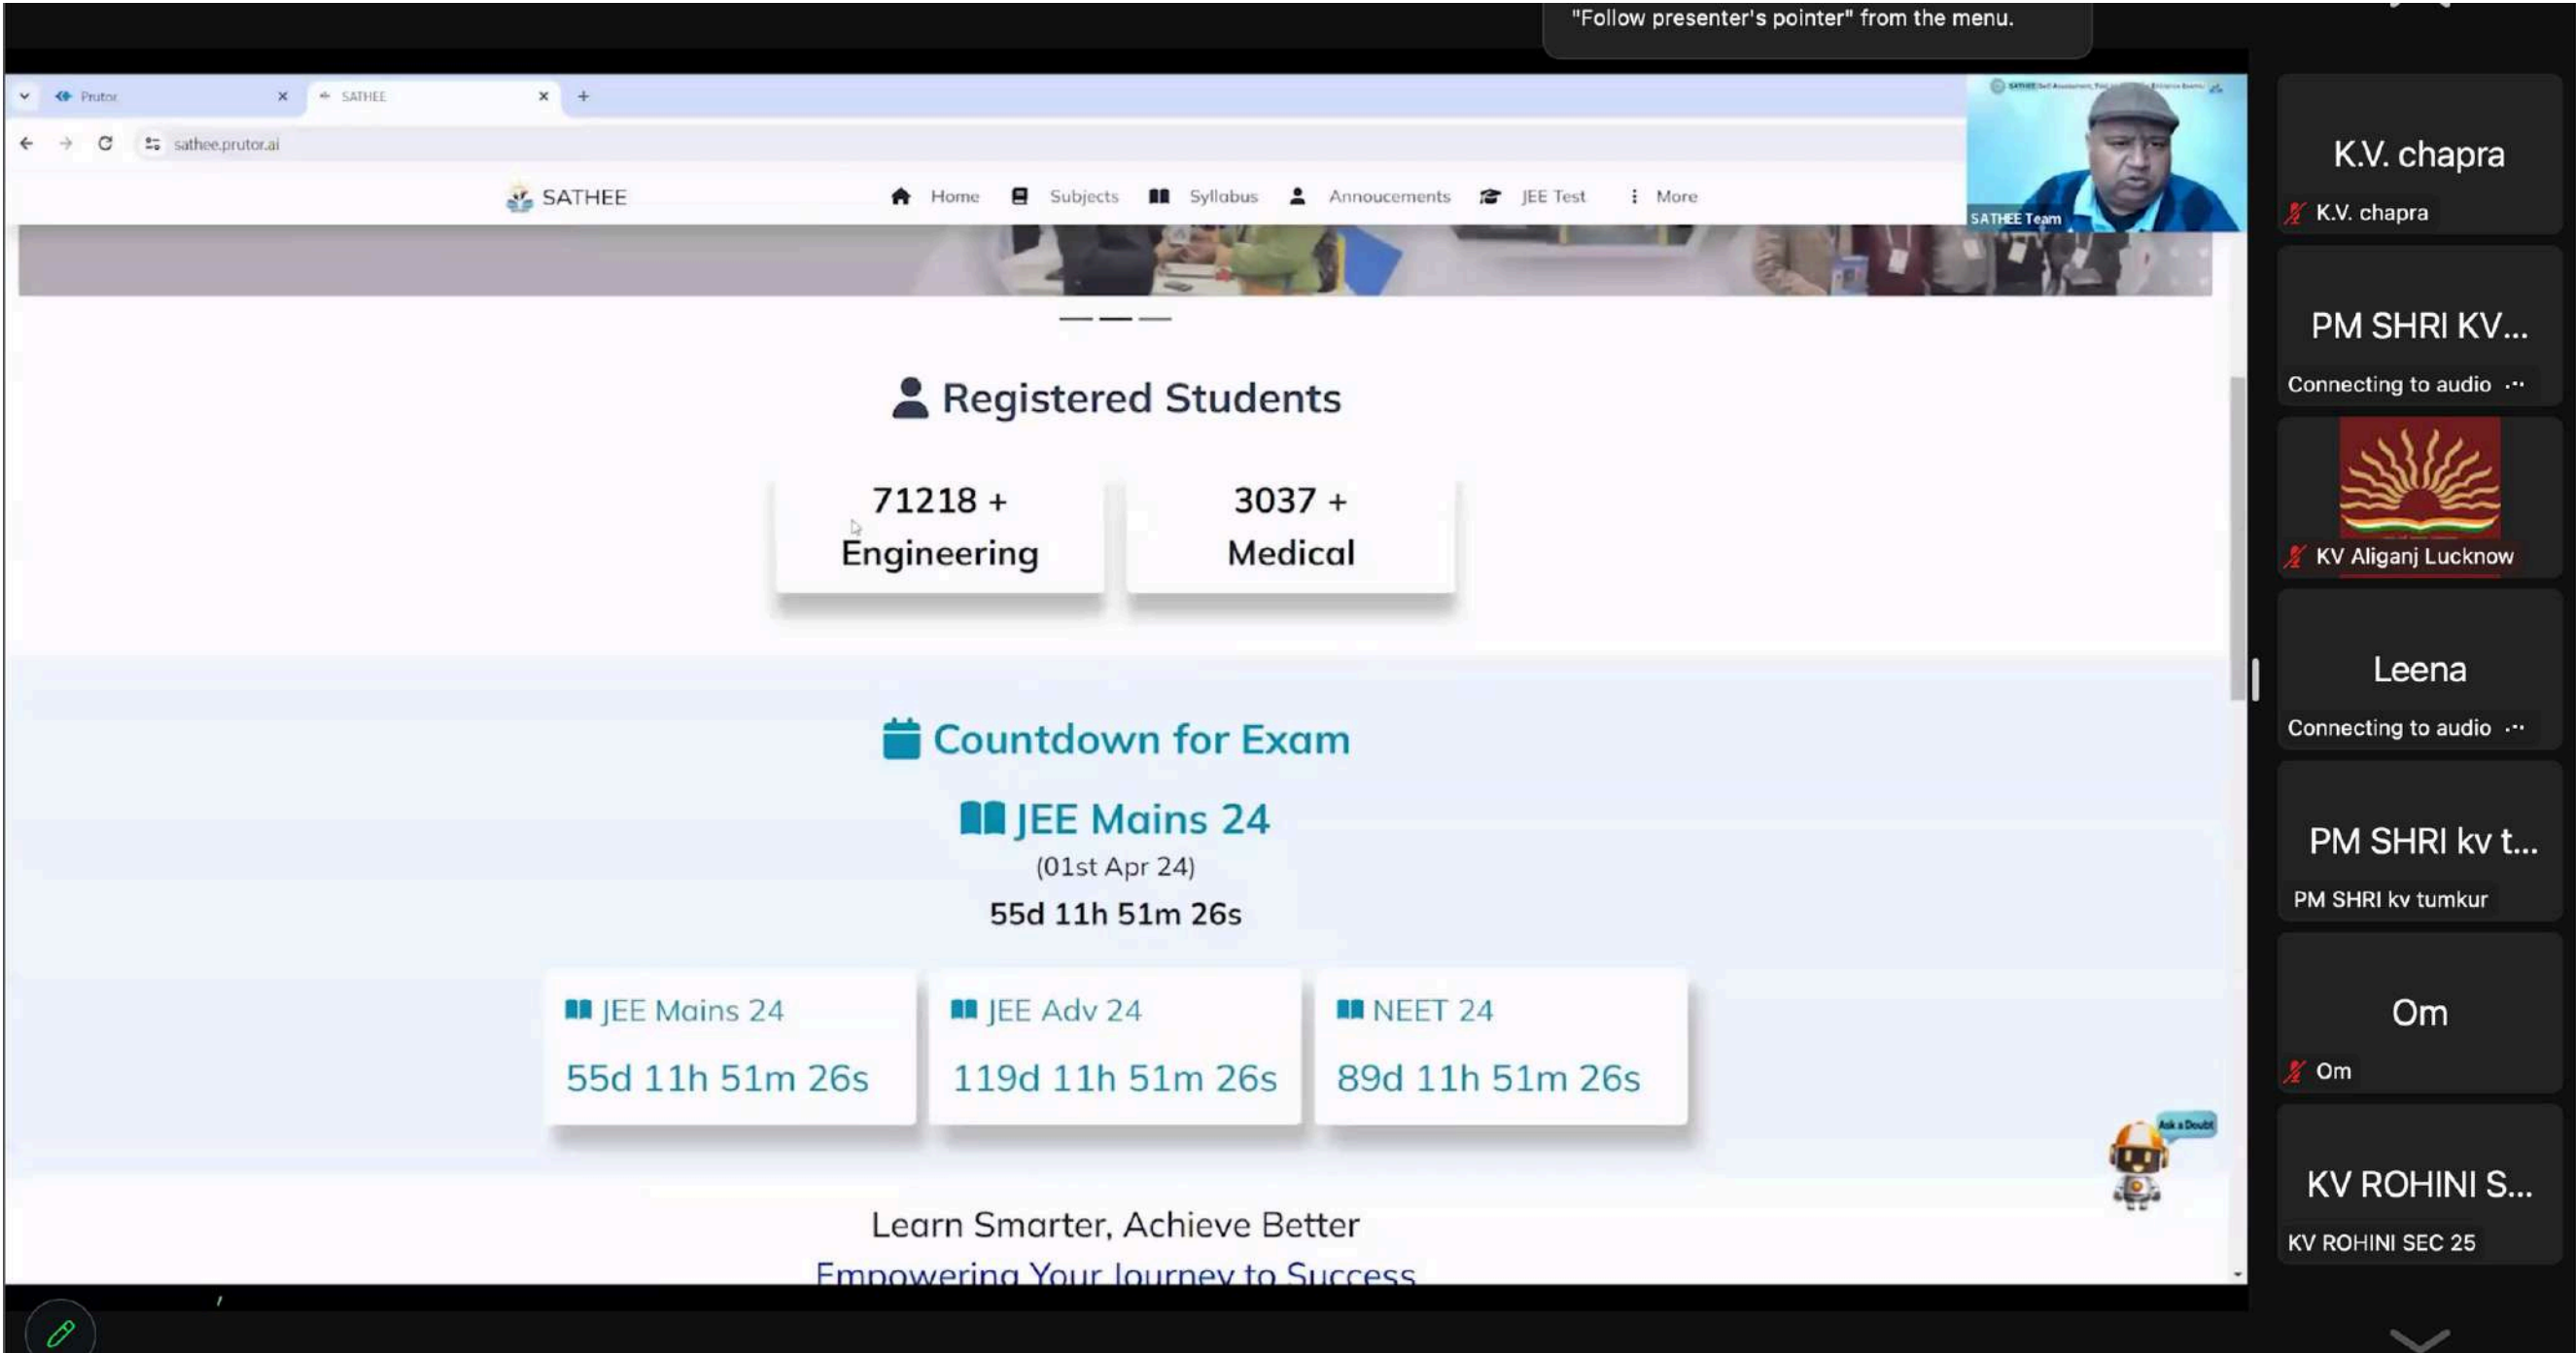 "Follow presenter's pointer" from the menu.
Prutor
SATHEE
sathee.prutor.ai
SATHEE
Home
Subjects
Syllabus
Annoucements
JEE Test
More
SATHEE Team
Registered Students
71218 +
Engineering
3037 +
Medical
Countdown for Exam
JEE Mains 24
(01st Apr 24)
55d 11h 51m 26s
JEE Mains 24
55d 11h 51m 26s
JEE Adv 24
119d 11h 51m 26s
NEET 24
89d 11h 51m 26s
Ask a Doubt
Learn Smarter, Achieve Better
Empowering Your Journey to Success
K.V. chapra
K.V. chapra
PM SHRI KV...
Connecting to audio ...
KV Aliganj Lucknow
Leena
Connecting to audio ...
PM SHRI kv t...
PM SHRI kv tumkur
Om
Om
KV ROHINI S...
KV ROHINI SEC 25